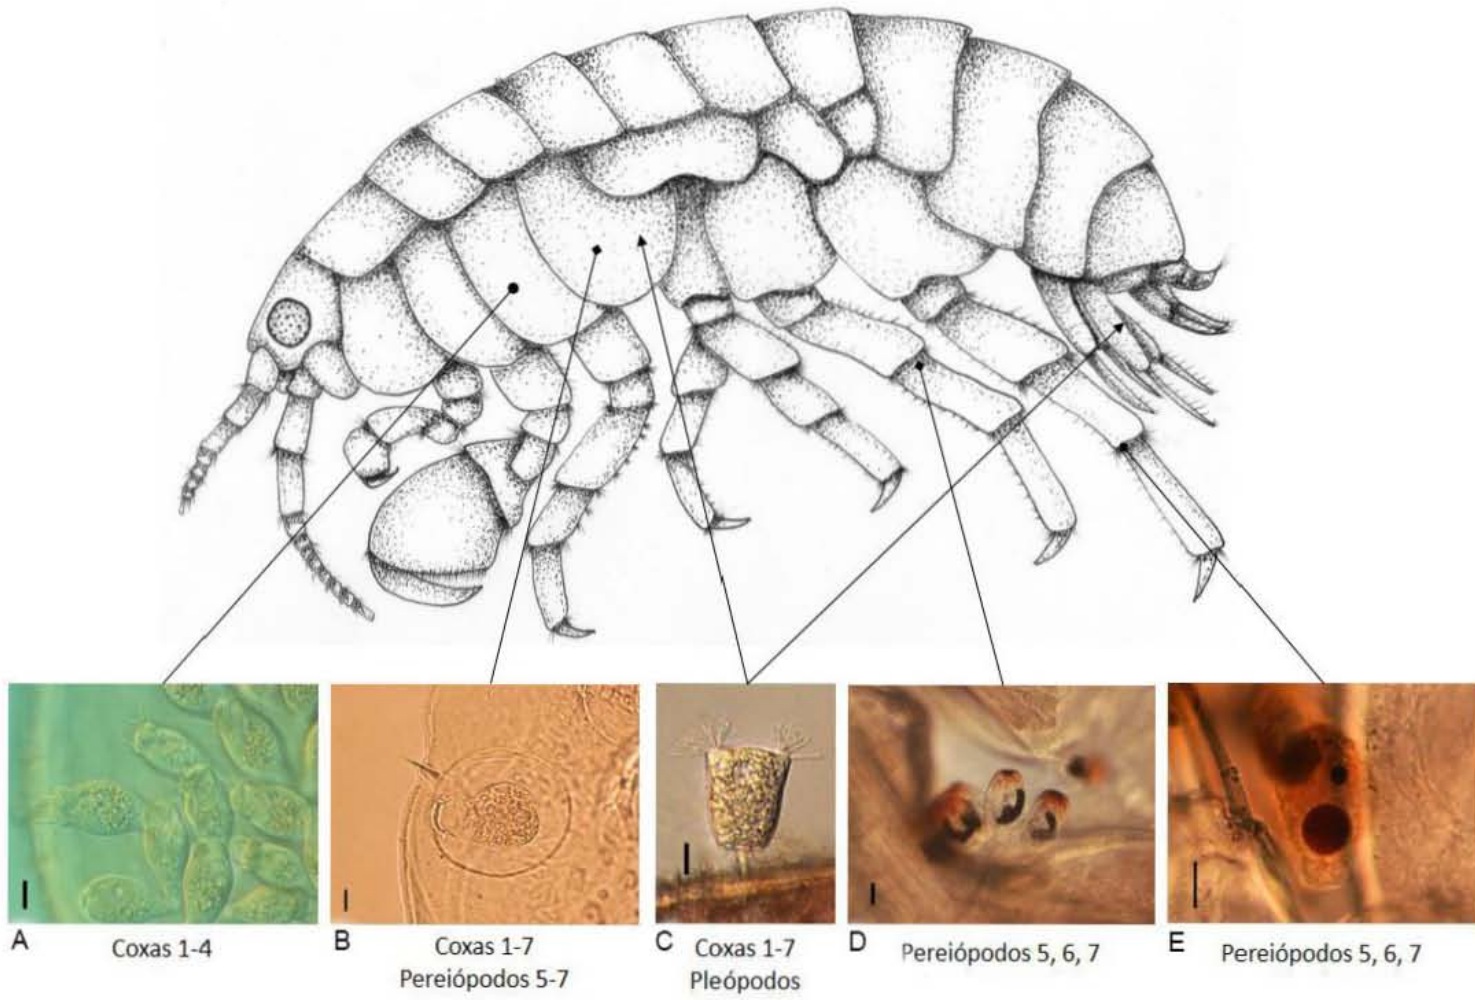 A
Coxas 1-4
B
Coxas 1-7
Pereiópodos 5-7
C
Coxas 1-7
Pleópodos
D
Pereiópodos 5, 6, 7
E
Pereiópodos 5, 6, 7